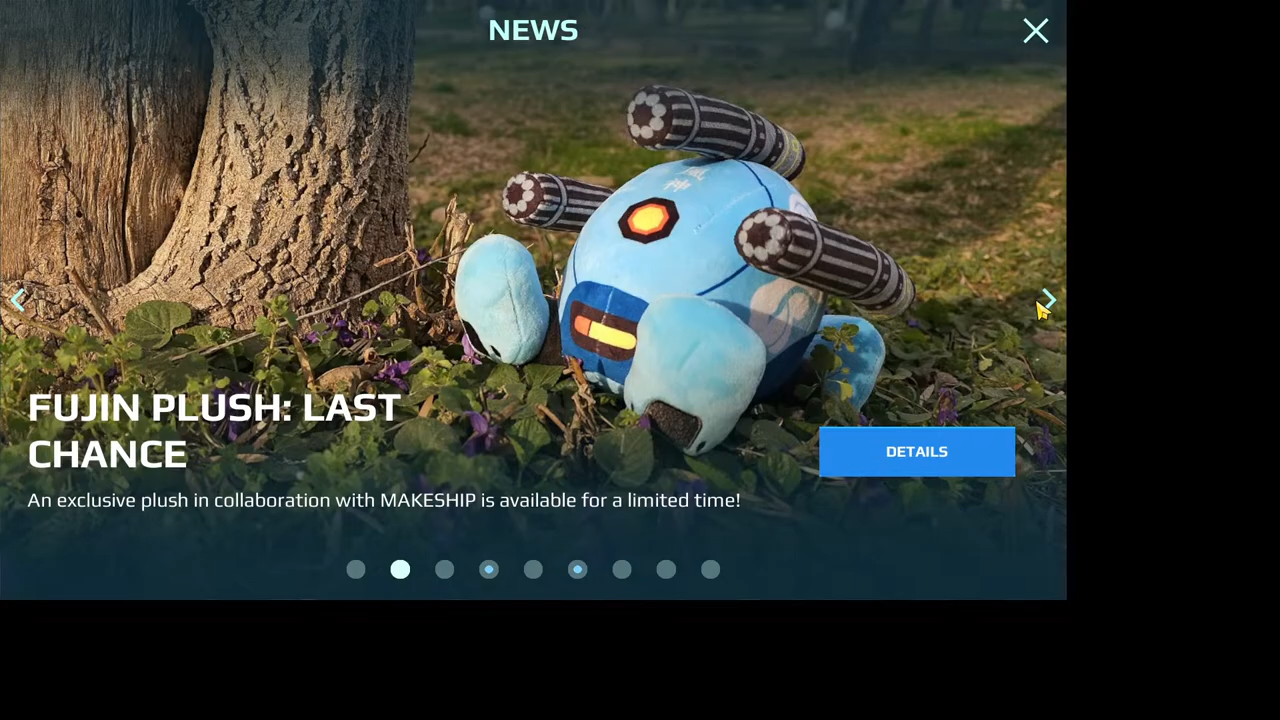 NEWS
FUJIN PLUSH: LAST
CHANCE
DETAILS
An exclusive plush in collaboration with MAKESHIP is available for a limited time!